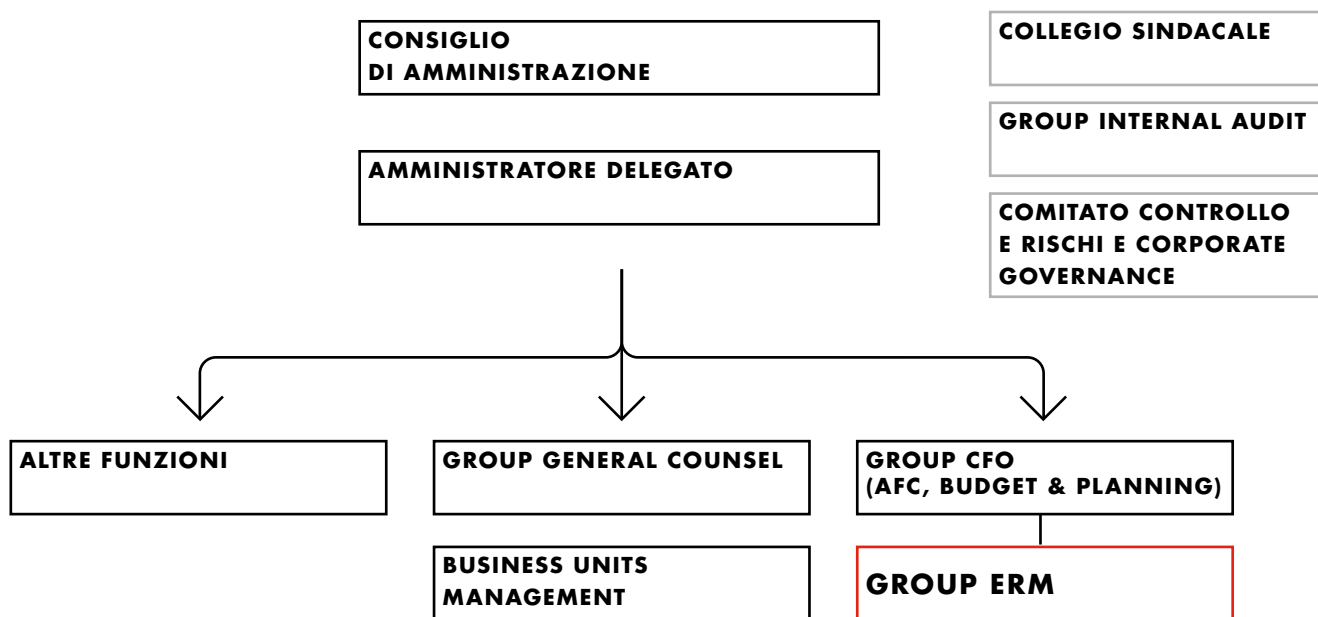 CONSIGLIO
DI AMMINISTRAZIONE
AMMINISTRATORE DELEGATO
COLLEGIO SINDACALE
GROUP INTERNAL AUDIT
COMITATO CONTROLLO
E RISCHI E CORPORATE
GOVERNANCE
ALTRE FUNZIONI
GROUP GENERAL COUNSEL
GROUP CFO
(AFC, BUDGET & PLANNING)
BUSINESS UNITS
MANAGEMENT
GROUP ERM